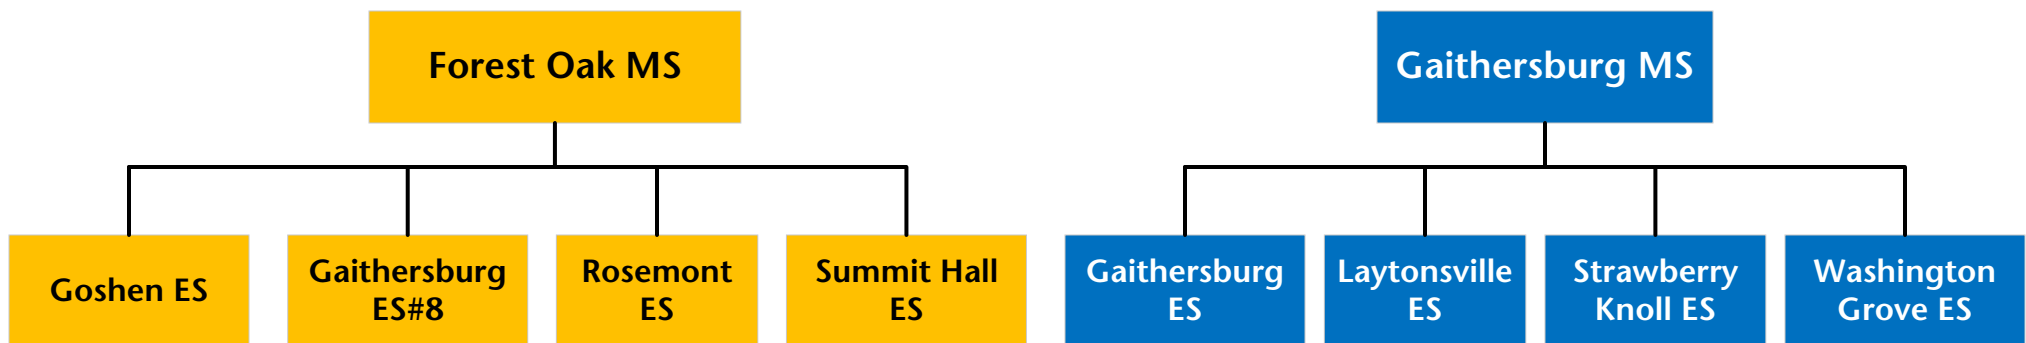 Forest Oak MS
Gaithersburg MS
Goshen ES
Gaithersburg
ES#8
Rosemont
ES
Summit Hall
ES
Gaithersburg
ES
Laytonsville
ES
Strawberry
Knoll ES
Washington
Grove ES